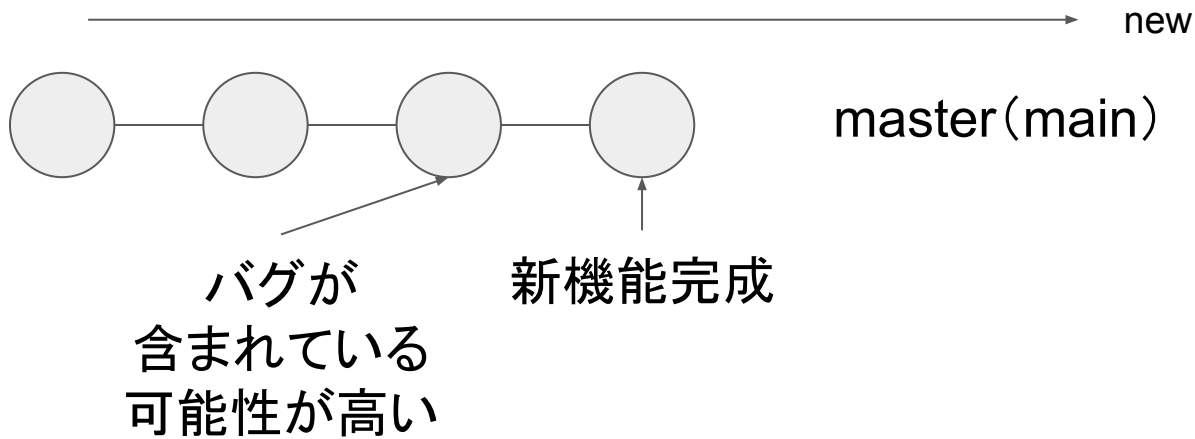 new
master（main）
バグが
含まれている
可能性が高い
新機能完成